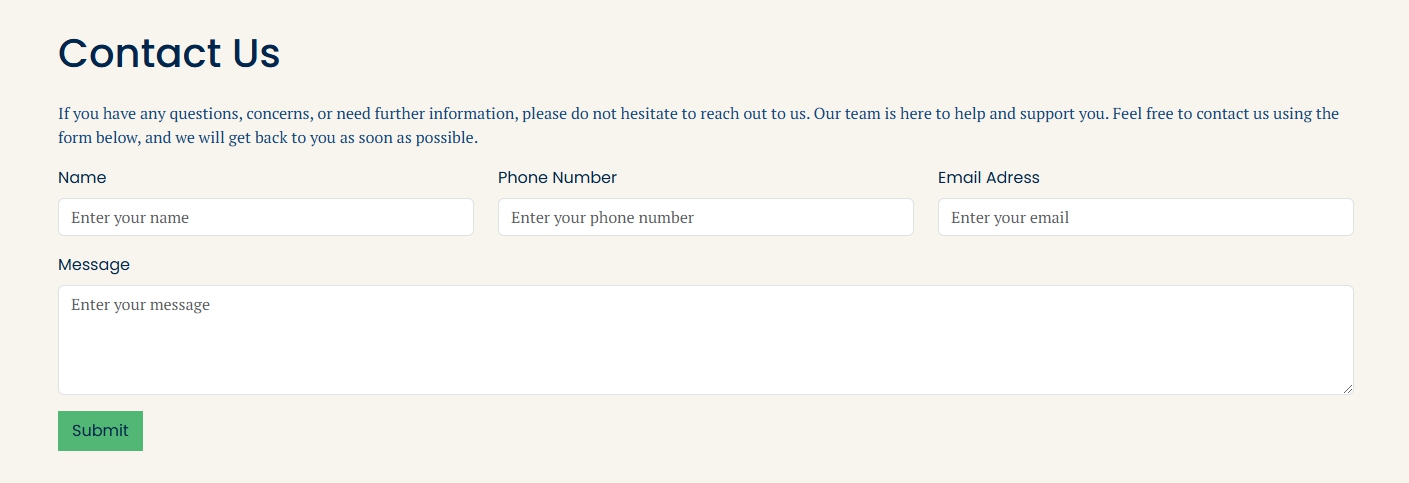 Contact Us
If you have any questions, concerns, or need further information, please do not hesitate to reach out to us. Our team is here to help and support you. Feel free to contact us using the
form below, and we will get back to you as soon as possible.
Name
Phone Number
Email Adress
Enter your name
Enter your phone number
Enter your email
Message
Enter your message
Submit